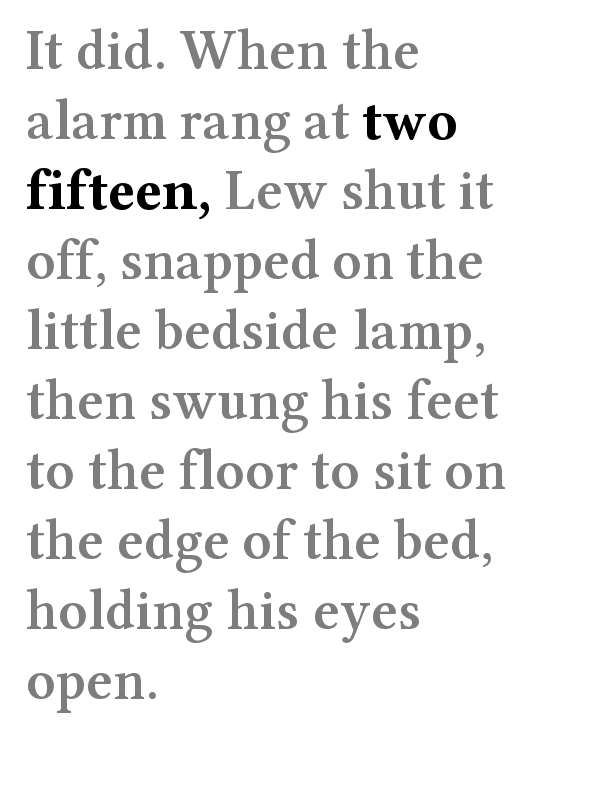 It did. When the
alarm rang at two
fifteen, Lew shut it
off, snapped on the
little bedside lamp,
then swung his feet
to the floor to sit on
the edge of the bed,
holding his eyes
open.